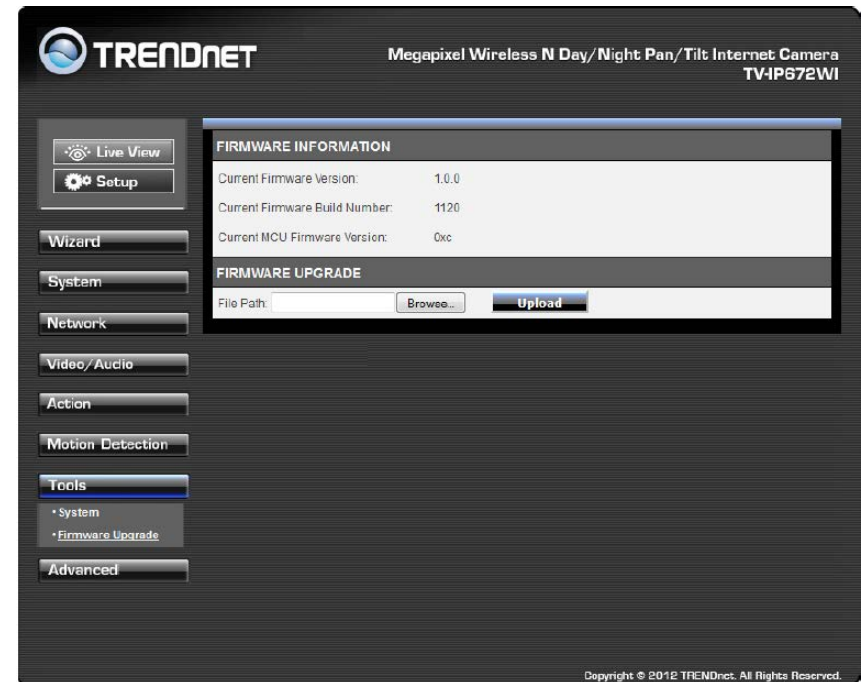 TRENDNET
Megapixel Wireless N Day/Night Pan/Tilt Internet Camera
TV-IP672WI
Live View
Setup
Wizard
System
Network
Video/Audio
Action
Motion Detection
Tools
• System
• Firmware Upgrade
Advanced
FIRMWARE INFORMATION
Current Firmware Version: 1.0.0
Current Firmware Build Number: 1120
Current MCU Firmware Version: 0xc
FIRMWARE UPGRADE
File Path: Browse... Upload
Copyright © 2012 TRENDnet. All Rights Reserved.